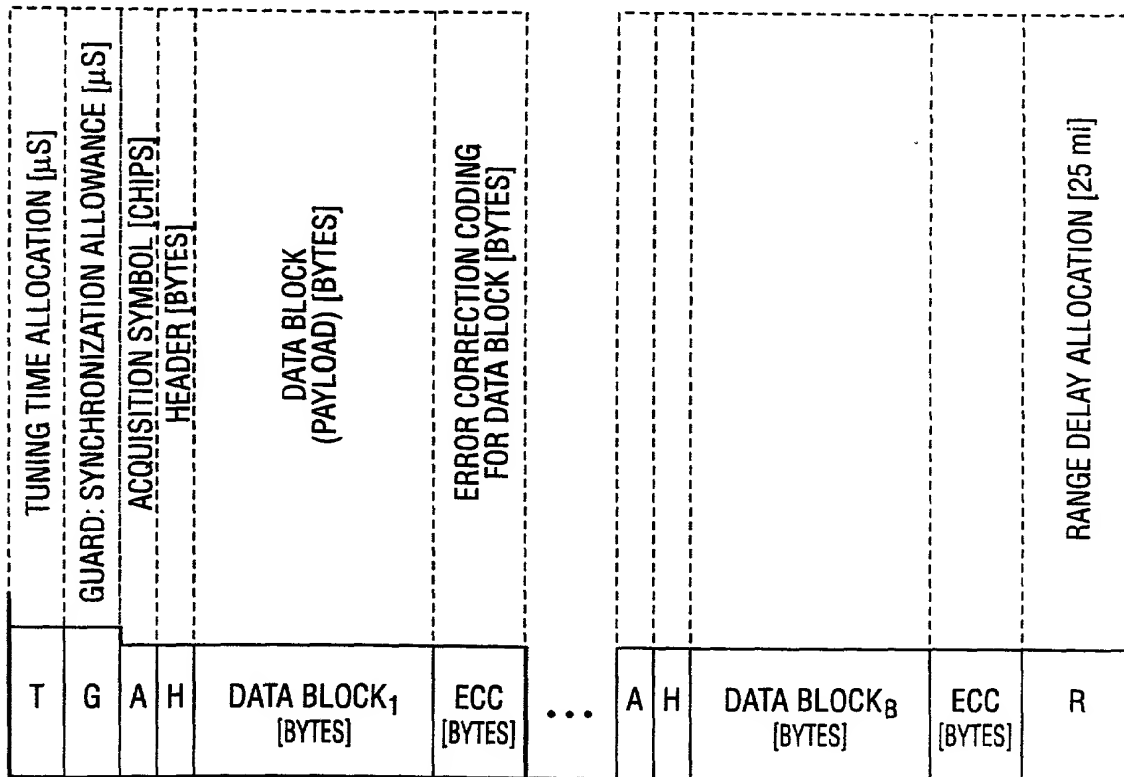 TUNING TIME ALLOCATION [µS]
GUARD: SYNCHRONIZATION ALLOWANCE [µS]
ACQUISITION SYMBOL [CHIPS]
HEADER [BYTES]
DATA BLOCK
(PAYLOAD) [BYTES]
ERROR CORRECTION CODING
FOR DATA BLOCK [BYTES]
RANGE DELAY ALLOCATION [25 mi]
T
G
A
H
DATA BLOCK₁
[BYTES]
ECC
[BYTES]
•••
A
H
DATA BLOCK_B
[BYTES]
ECC
[BYTES]
R